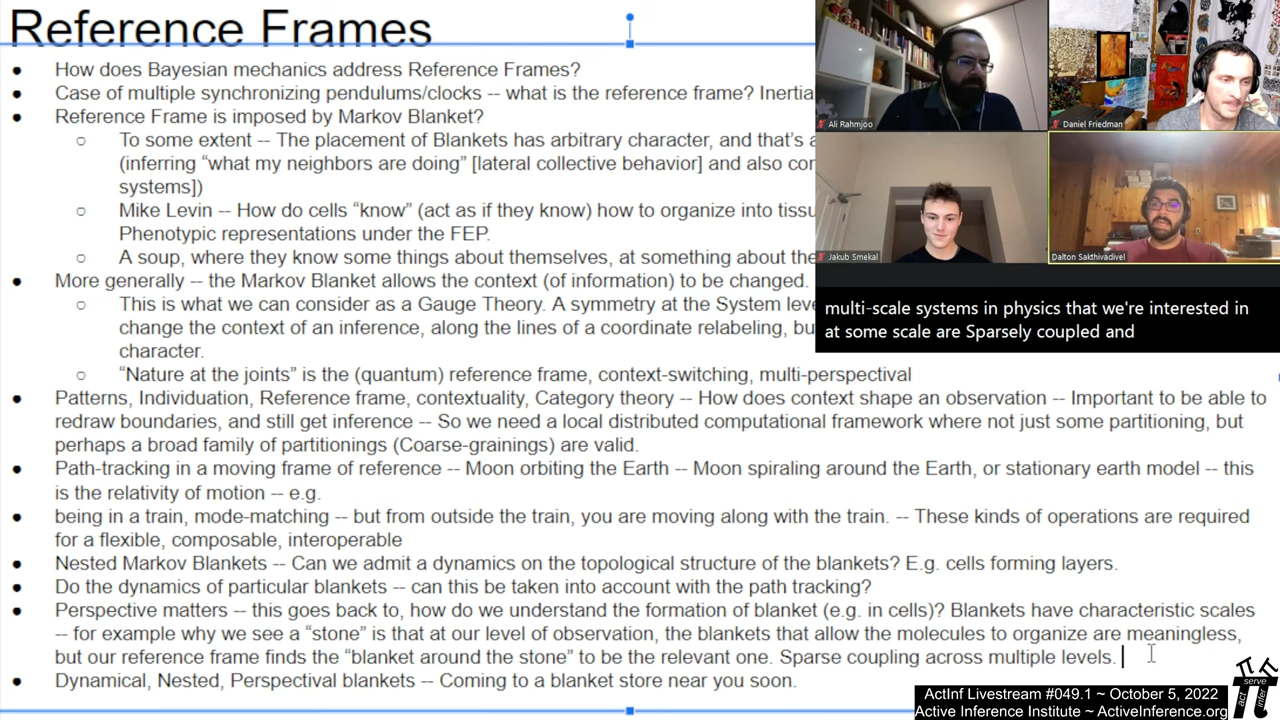 Reference Frames
● How does Bayesian mechanics address Reference Frames?
● Case of multiple synchronizing pendulums/clocks -- what is the reference frame? Inertia
● Reference Frame is imposed by Markov Blanket?
○ To some extent -- The placement of Blankets has arbitrary character, and that's a
(inferring “what my neighbors are doing” [lateral collective behavior] and also cor
systems])
○ Mike Levin -- How do cells “know” (act as if they know) how to organize into tissu
Phenotypic representations under the FEP.
○ A soup, where they know some things about themselves, at something about the
● More generally -- the Markov Blanket allows the context (of information) to be changed.
○ This is what we can consider as a Gauge Theory. A symmetry at the System leve
change the context of an inference, along the lines of a coordinate relabeling, bu
character.
○ “Nature at the joints” is the (quantum) reference frame, context-switching, multi-perspectival
● Patterns, Individuation, Reference frame, contextuality, Category theory -- How does context shape an observation -- Important to be able to
redraw boundaries, and still get inference -- So we need a local distributed computational framework where not just some partitioning, but
perhaps a broad family of partitionings (Coarse-grainings) are valid.
● Path-tracking in a moving frame of reference -- Moon orbiting the Earth -- Moon spiraling around the Earth, or stationary earth model -- this
is the relativity of motion -- e.g.
● being in a train, mode-matching -- but from outside the train, you are moving along with the train. -- These kinds of operations are required
for a flexible, composable, interoperable
● Nested Markov Blankets -- Can we admit a dynamics on the topological structure of the blankets? E.g. cells forming layers.
● Do the dynamics of particular blankets -- can this be taken into account with the path tracking?
● Perspective matters -- this goes back to, how do we understand the formation of blanket (e.g. in cells)? Blankets have characteristic scales
-- for example why we see a “stone” is that at our level of observation, the blankets that allow the molecules to organize are meaningless,
but our reference frame finds the “blanket around the stone” to be the relevant one. Sparse coupling across multiple levels.
● Dynamical, Nested, Perspectival blankets -- Coming to a blanket store near you soon.
Ali Rahmjoo
Daniel Friedman
Jakub Smekal
Dalton Sakthivadivel
multi-scale systems in physics that we're interested in
at some scale are Sparsely coupled and
ActInf Livestream #049.1 ~ October 5, 2022
Active Inference Institute ~ ActiveInference.org
serve
act
infer